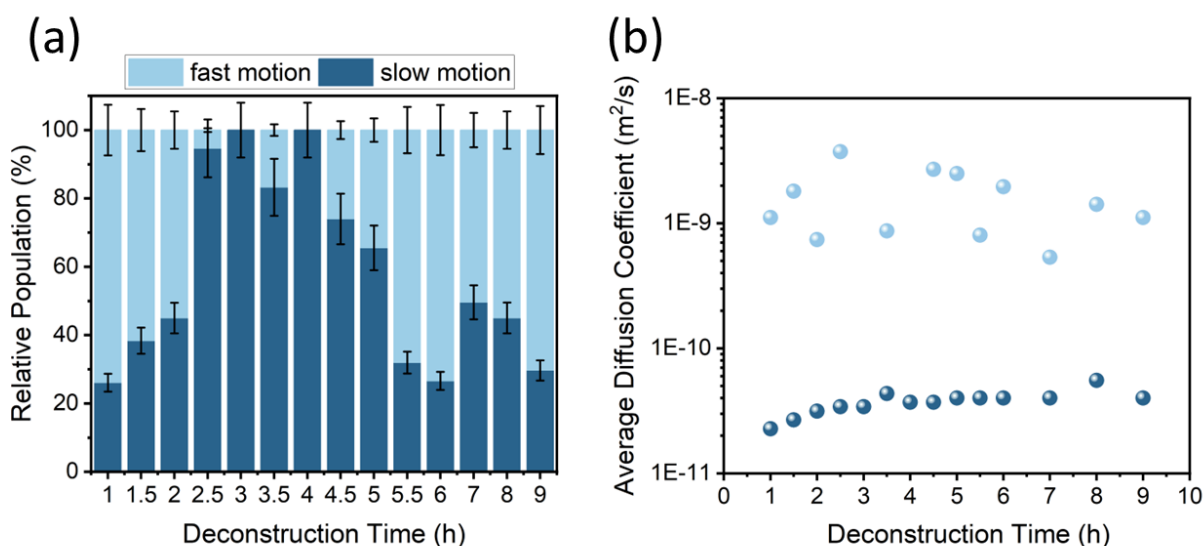 (a)
fast motion slow motion
Relative Population (%)
100
80
60
40
20
0
1 1.5 2 2.5 3 3.5 4 4.5 5 5.5 6 7 8 9
Deconstruction Time (h)
(b)
Average Diffusion Coefficient (m²/s)
1E-8
1E-9
1E-10
1E-11
0 1 2 3 4 5 6 7 8 9 10
Deconstruction Time (h)